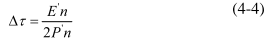 Δτ = E'n / 2P'n (4-4)